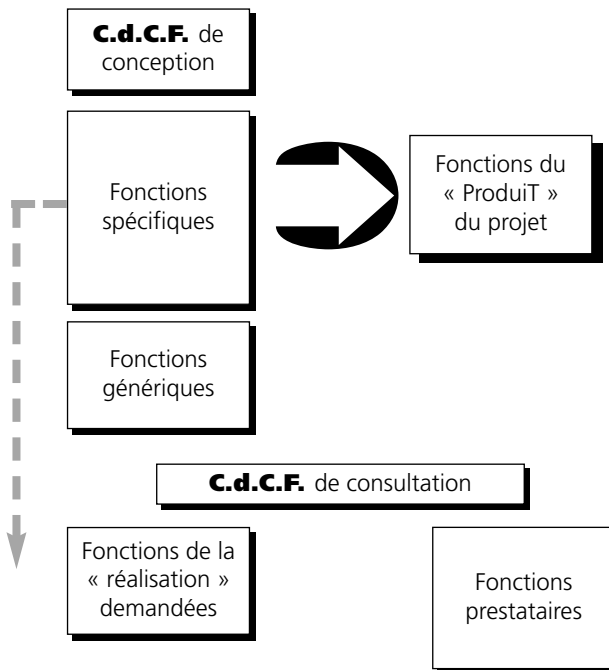 C.d.C.F. de
conception
Fonctions
spécifiques
Fonctions du
« ProduiT »
du projet
Fonctions
génériques
C.d.C.F. de consultation
Fonctions de la
« réalisation »
demandées
Fonctions
prestataires